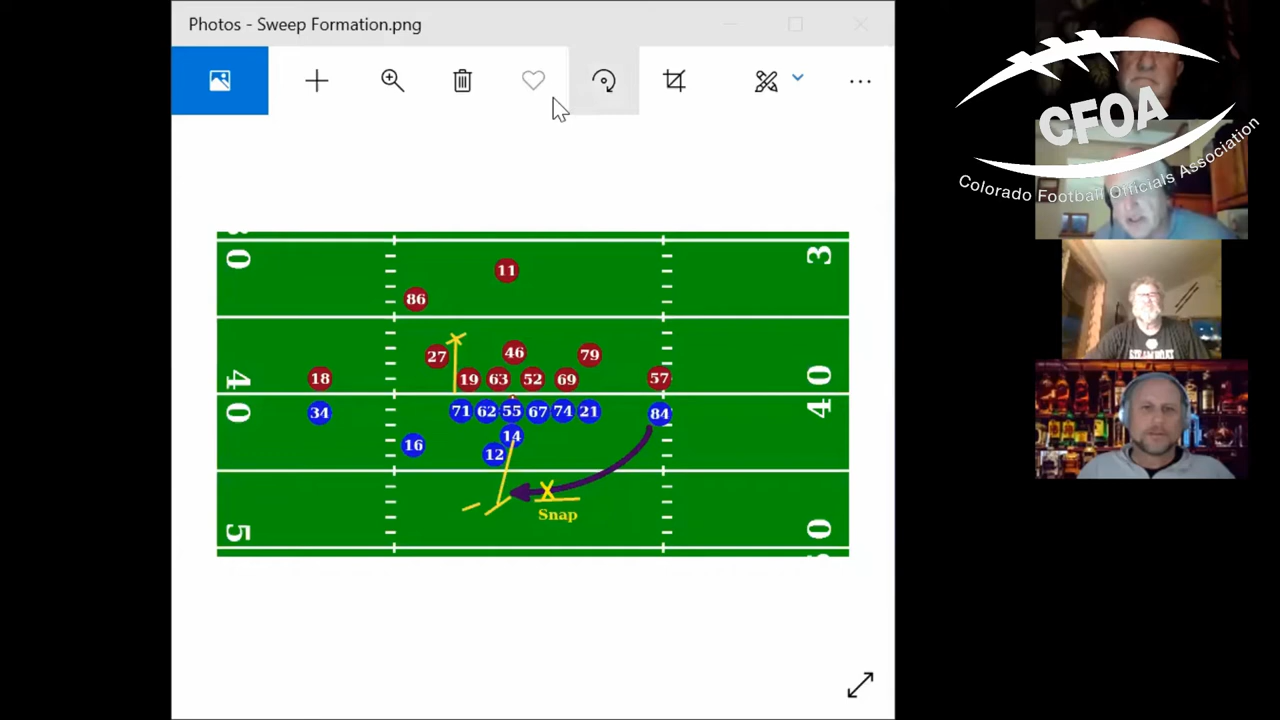 Photos - Sweep Formation.png
CFOA
Colorado Football Officials Association
0 3
11
86
46
27 79
18 19 63 52 69 57
4 0
0 4
34 71 62 55 67 74 21 84
14
16
12
Snap
5 0
STEAMBOAT